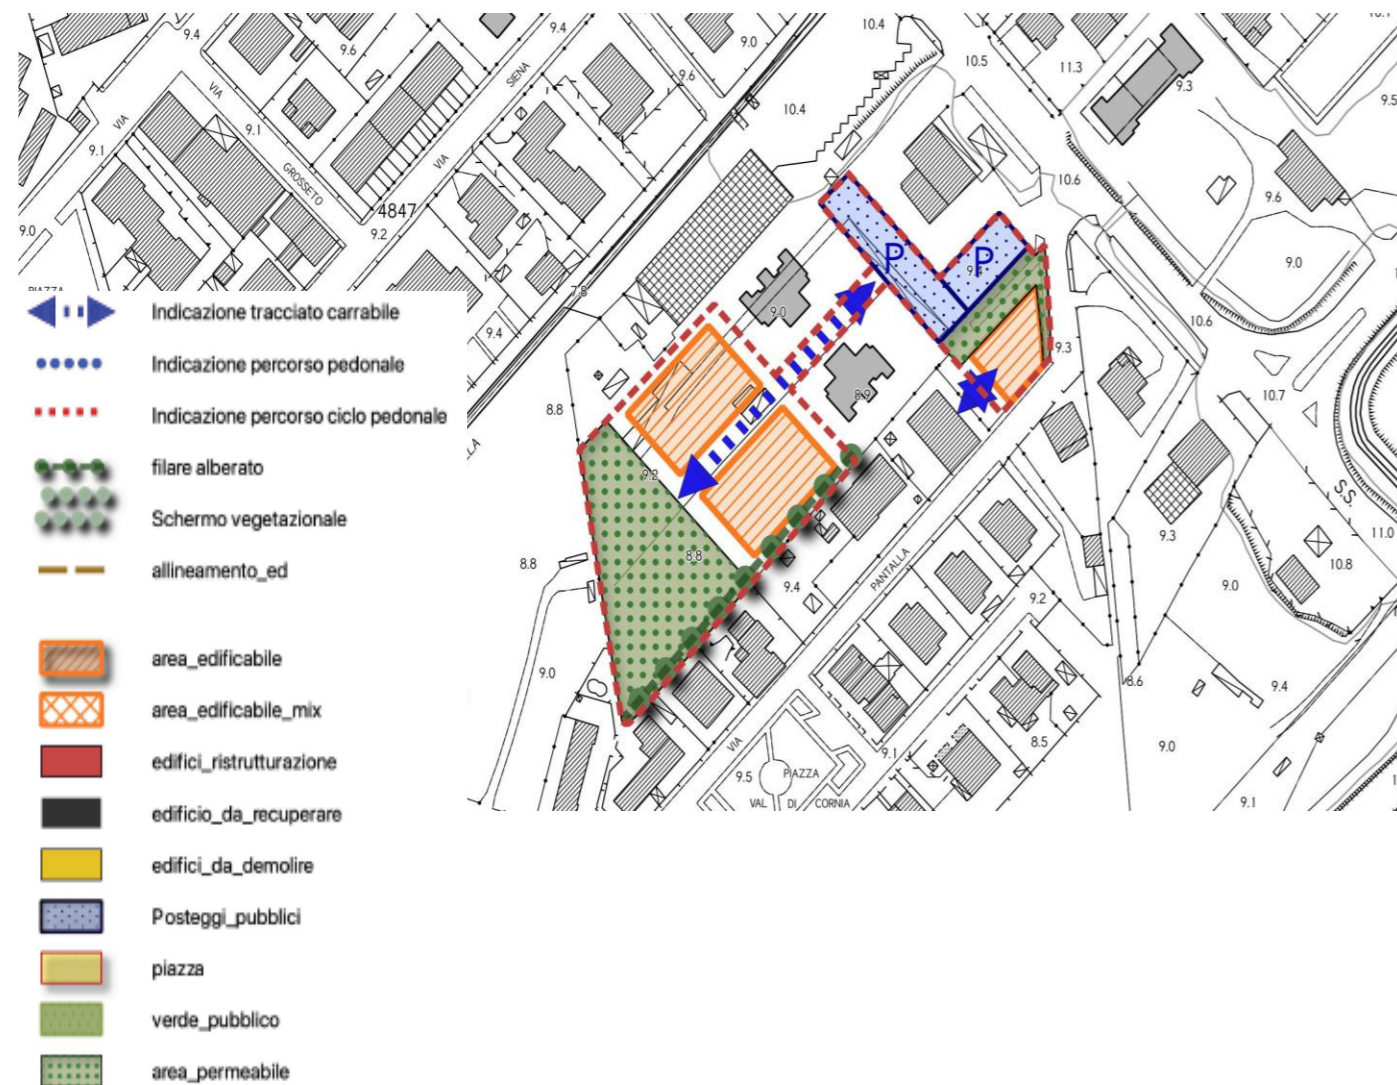 10.4
10.1
9.4
9.4
9.6
9.0
10.5
11.3
9.3
9.6
SIENA
9.5
VIA
10.4
9.1
VIA
9.1
VIA
GROSSETO
10.6
9.6
4847
9.0
9.2
9.0
PIAZZA
7.8
P
P
9.4
9.0
10.6
9.4
9.3
8.8
8.9
10.7
9.2
S.S.
8.8
8.8
9.4
PANTALLA
9.2
9.3
11.0
10.8
9.0
9.0
8.6
9.4
VIA
9.1
8.5
9.0
9.5
PIAZZA
VAL DI CORNIA
9.1
Indicazione tracciato carrabile
Indicazione percorso pedonale
Indicazione percorso ciclo pedonale
filare alberato
Schermo vegetazionale
allineamento_ed
area_edificabile
area_edificabile_mix
edifici_ristrutturazione
edificio_da_recuperare
edifici_da_demolire
Posteggi_pubblici
piazza
verde_pubblico
area_permeabile